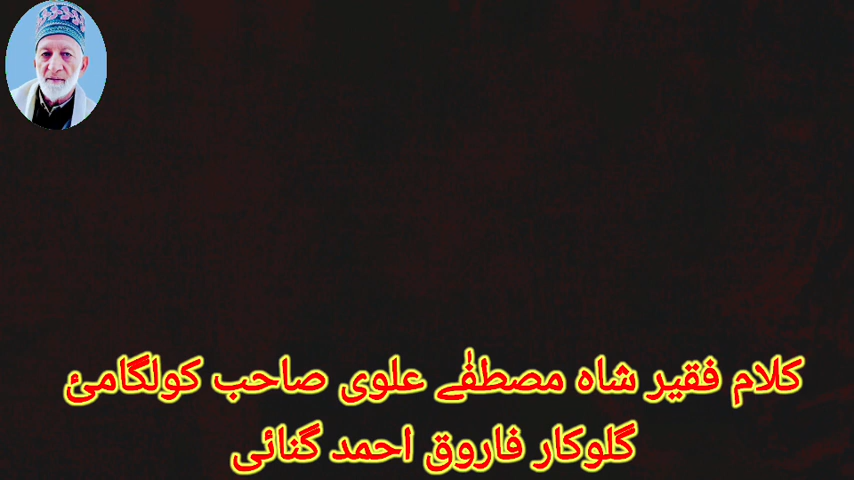 کلام فقیر شاہ مصطفٰے علوی صاحب کولگامیٔ
گلوکار فاروق احمد گنائی